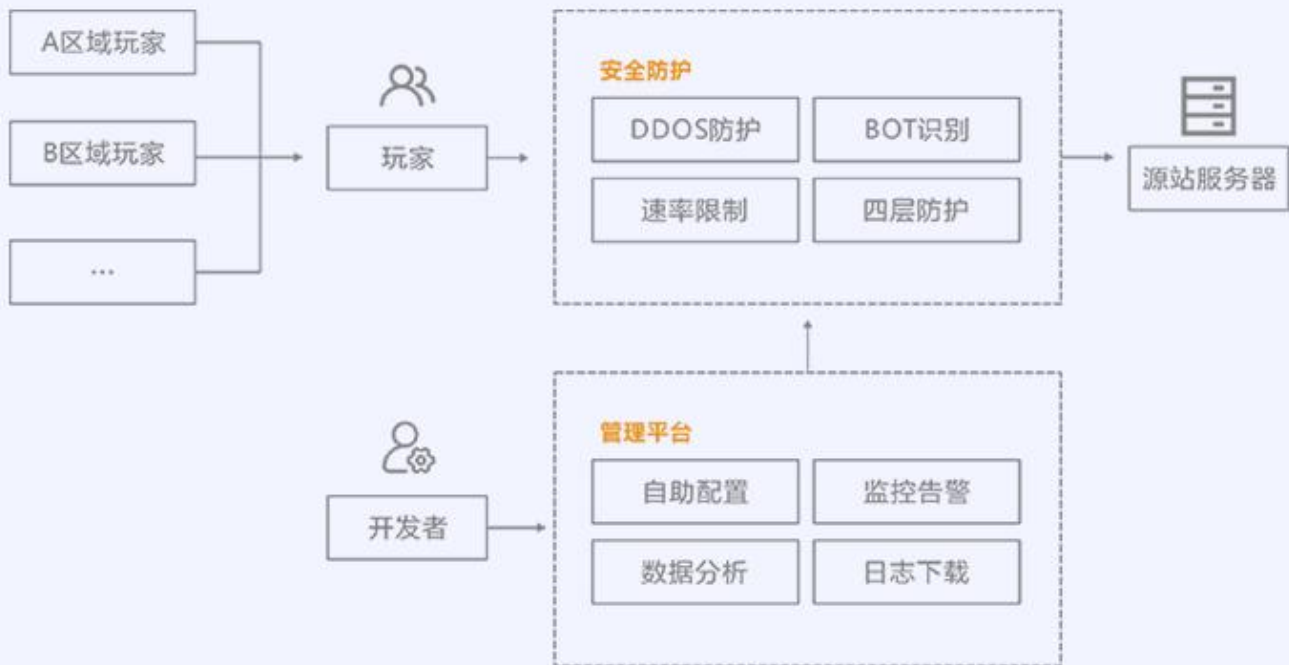 A区域玩家
B区域玩家
...
玩家
安全防护
DDOS防护
BOT识别
速率限制
四层防护
源站服务器
开发者
管理平台
自助配置
监控告警
数据分析
日志下载